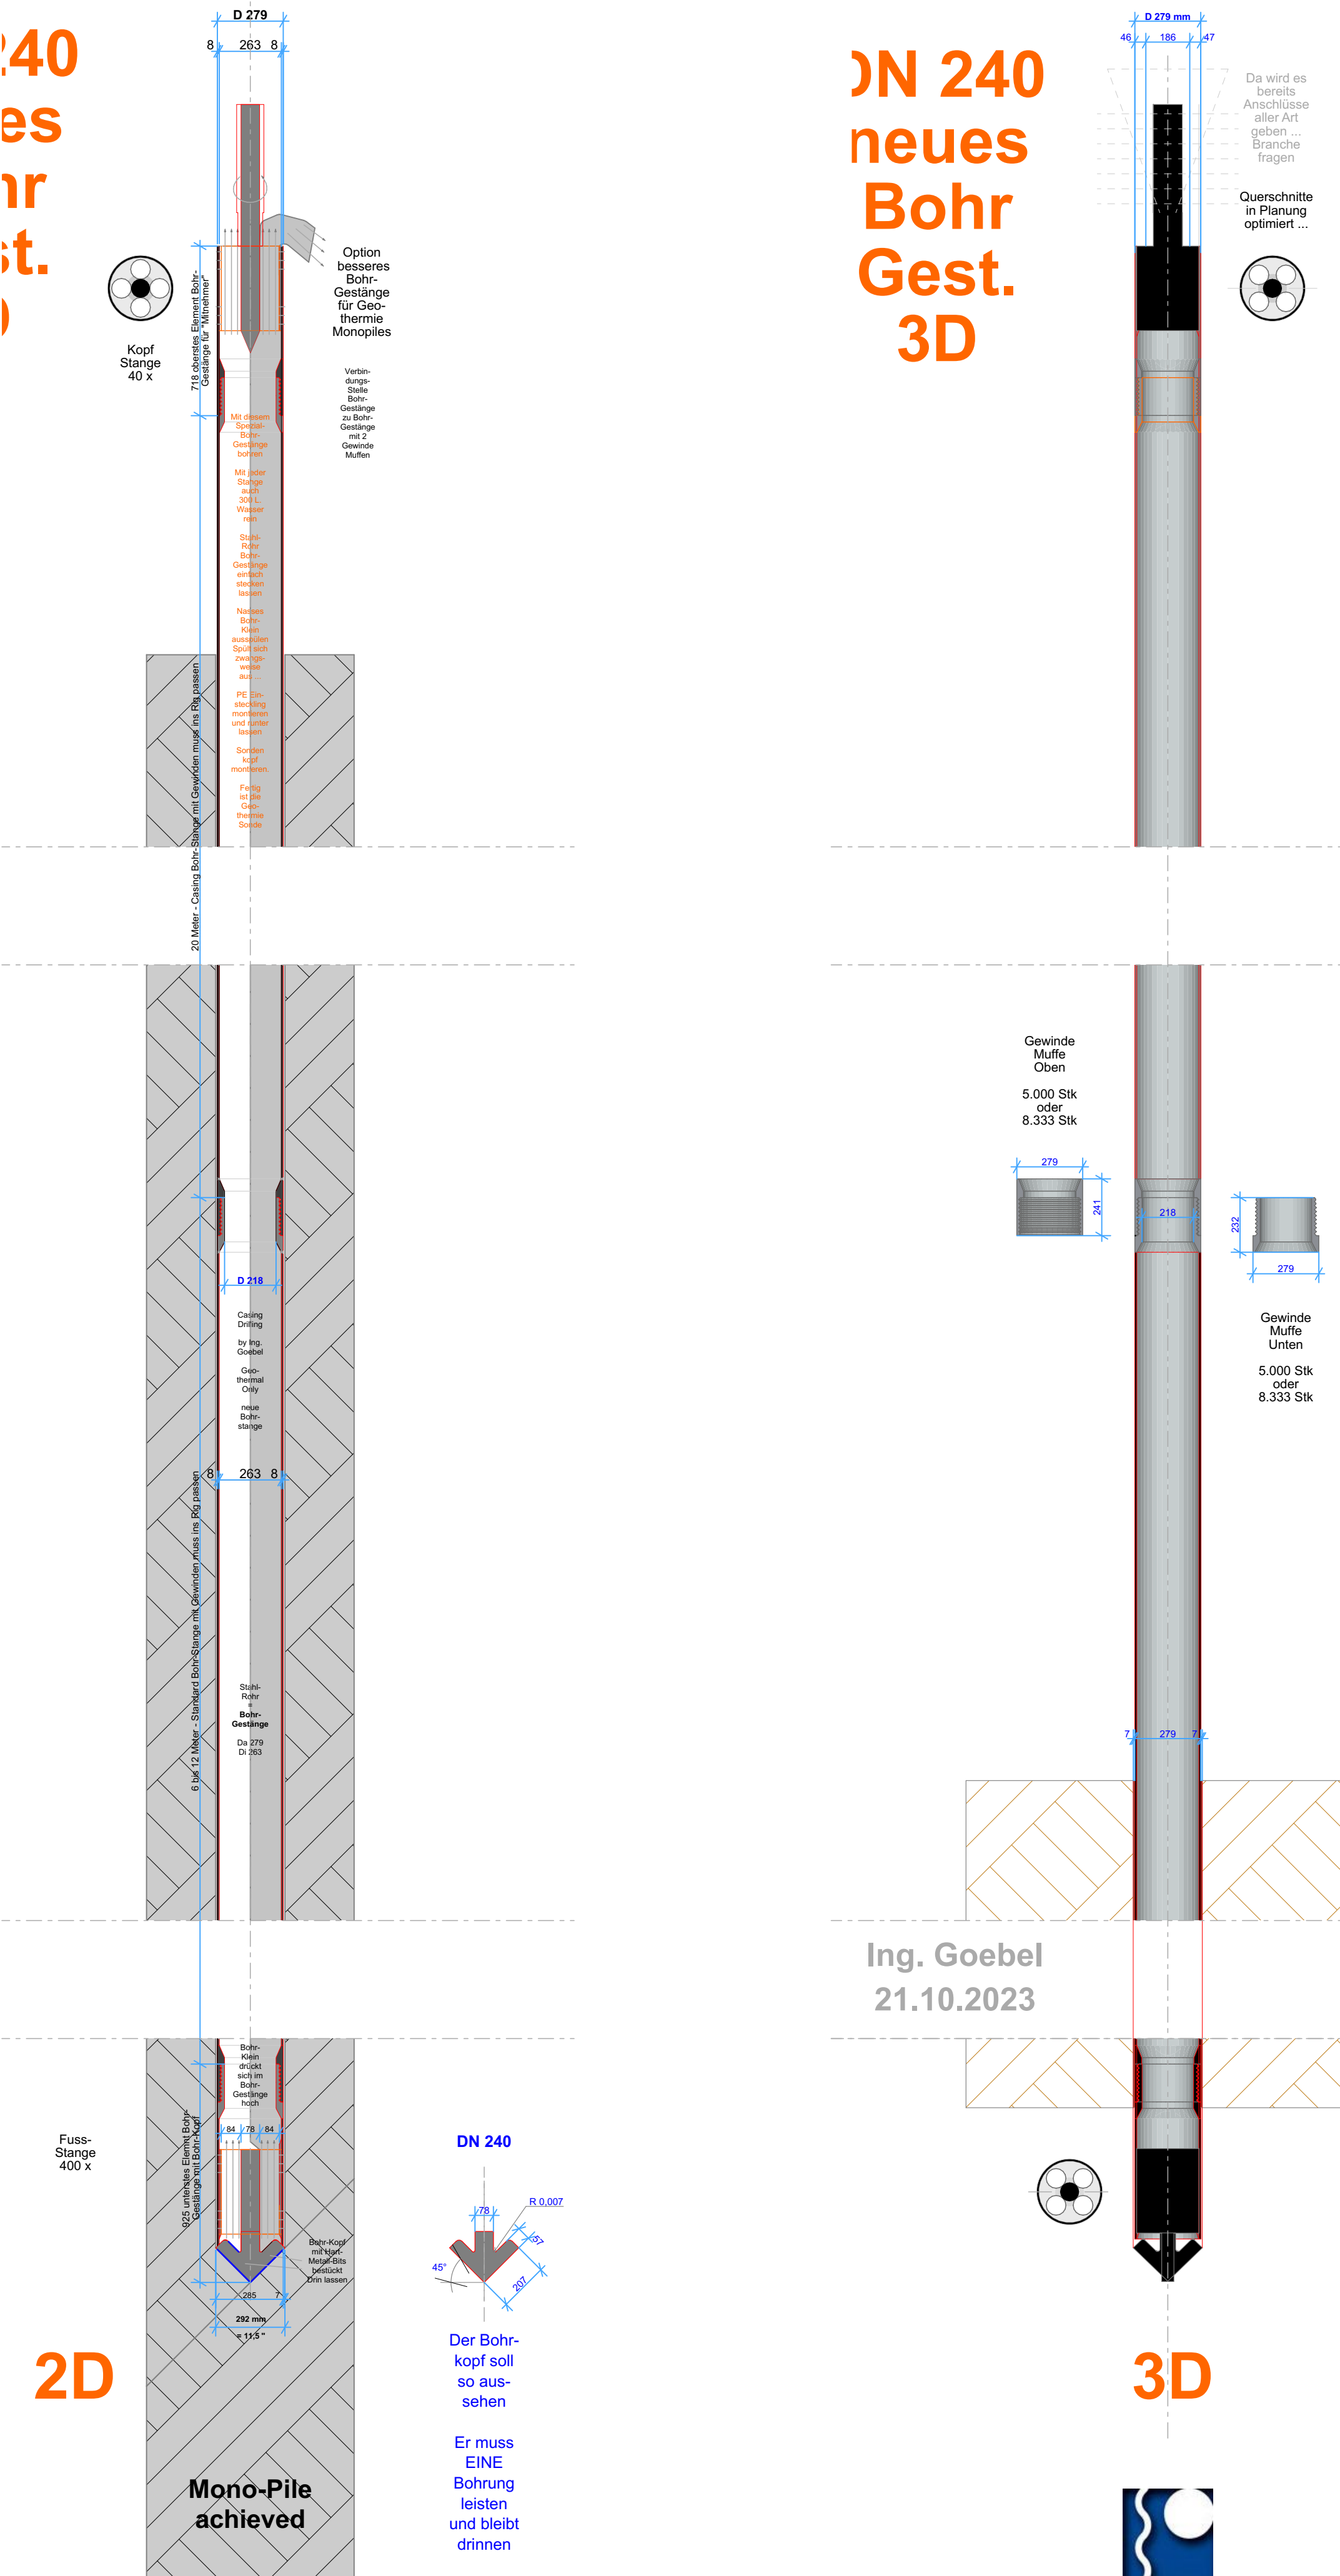 240
es
hr
st.
D 279
8 263 8
718 oberstes Element Bohr-
Gestänge für "Mitnehmer"
Kopf
Stange
40 x
Option
besseres
Bohr-
Gestänge
für Geo-
thermie
Monopiles
Verbin-
dungs-
Stelle
Bohr-
Gestänge
zu Bohr-
Gestänge
mit 2
Gewinde
Muffen
Mit diesem
Spezial-
Bohr-
Gestänge
bohren
Mit jeder
Stange
auch
300 L.
Wasser
rein
Stahl-
Rohr
Bohr-
Gestänge
einfach
stecken
lassen
Nasses
Bohr-
Klein
ausspülen
Spült sich
zwangs-
weise
aus....
PE Ein-
steckling
montieren
und runter
lassen
Sonden
kopf
montieren.
Fertig
ist die
Geo-
thermie
Sonde
20 Meter - Casing Bohr-Stange mit Gewinden muss ins Rig passen
D 218
Casing
Drilling
by Ing.
Goebel
Geo-
thermal
Only
neue
Bohr-
stange
8 263 8
6 bis 12 Meter - Standard Bohr-Stange mit Gewinden muss ins Rig passen
Stahl-
Rohr
=
Bohr-
Gestänge
Da 279
Di 263
Bohr-
Klein
drückt
sich im
Bohr-
Gestänge
hoch
84 78 84
925 unterstes Elemnt Bohr-
Gestänge mit Bohr-Kopf
Fuss-
Stange
400 x
Bohr-Kopf
mit Hart-
Metall-Bits
bestückt
Drin lassen
285 7
292 mm
= 11,5 "
2D
Mono-Pile
achieved
DN 240
78
R 0,007
57
45°
207
Der Bohr-
kopf soll
so aus-
sehen
Er muss
EINE
Bohrung
leisten
und bleibt
drinnen
DN 240
neues
Bohr
Gest.
3D
D 279 mm
46 186 47
Da wird es
bereits
Anschlüsse
aller Art
geben ...
Branche
fragen
Querschnitte
in Planung
optimiert ...
Gewinde
Muffe
Oben
5.000 Stk
oder
8.333 Stk
279
241
218
232
279
Gewinde
Muffe
Unten
5.000 Stk
oder
8.333 Stk
7 279 7
Ing. Goebel
21.10.2023
3D